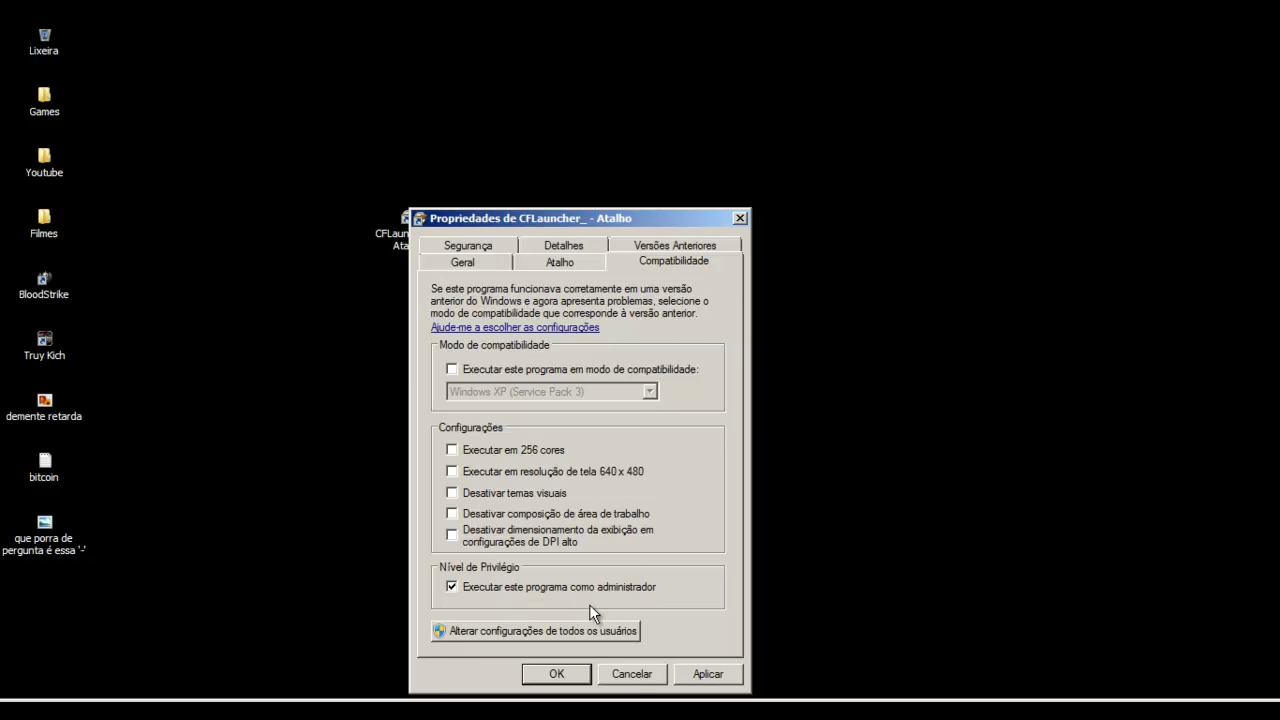 Lixeira
Games
Youtube
Filmes
BloodStrike
Truy Kich
demente retarda
bitcoin
que porra de
pergunta é essa '-'
CFLaun
Ata
Propriedades de CFLauncher_ - Atalho
Segurança
Detalhes
Versões Anteriores
Geral
Atalho
Compatibilidade
Se este programa funcionava corretamente em uma versão
anterior do Windows e agora apresenta problemas, selecione o
modo de compatibilidade que corresponde à versão anterior.
Ajude-me a escolher as configurações
Modo de compatibilidade
Executar este programa em modo de compatibilidade:
Windows XP (Service Pack 3)
Configurações
Executar em 256 cores
Executar em resolução de tela 640 x 480
Desativar temas visuais
Desativar composição de área de trabalho
Desativar dimensionamento da exibição em
configurações de DPI alto
Nível de Privilégio
Executar este programa como administrador
Alterar configurações de todos os usuários
OK
Cancelar
Aplicar